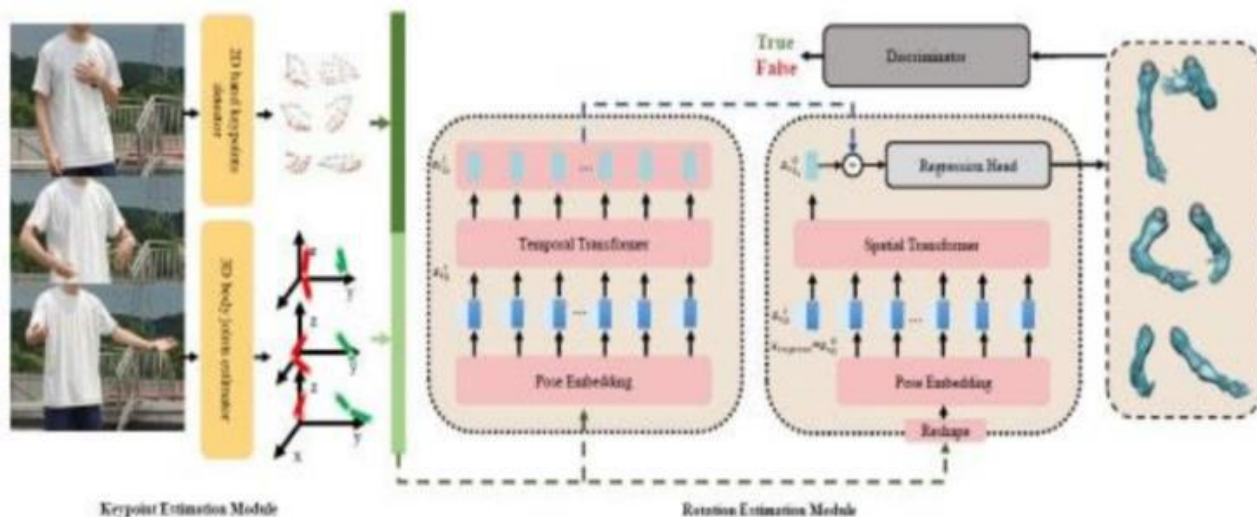 2D hand keypoints
detector
3D body joints estimator
z
y
z
y
z
y
x
True
False
Discriminator
Regression Head
Temporal Transformer
...
Spatial Transformer
...
...
Pose Embedding
Pose Embedding
Reshape
Keypoint Estimation Module
Rotation Estimation Module